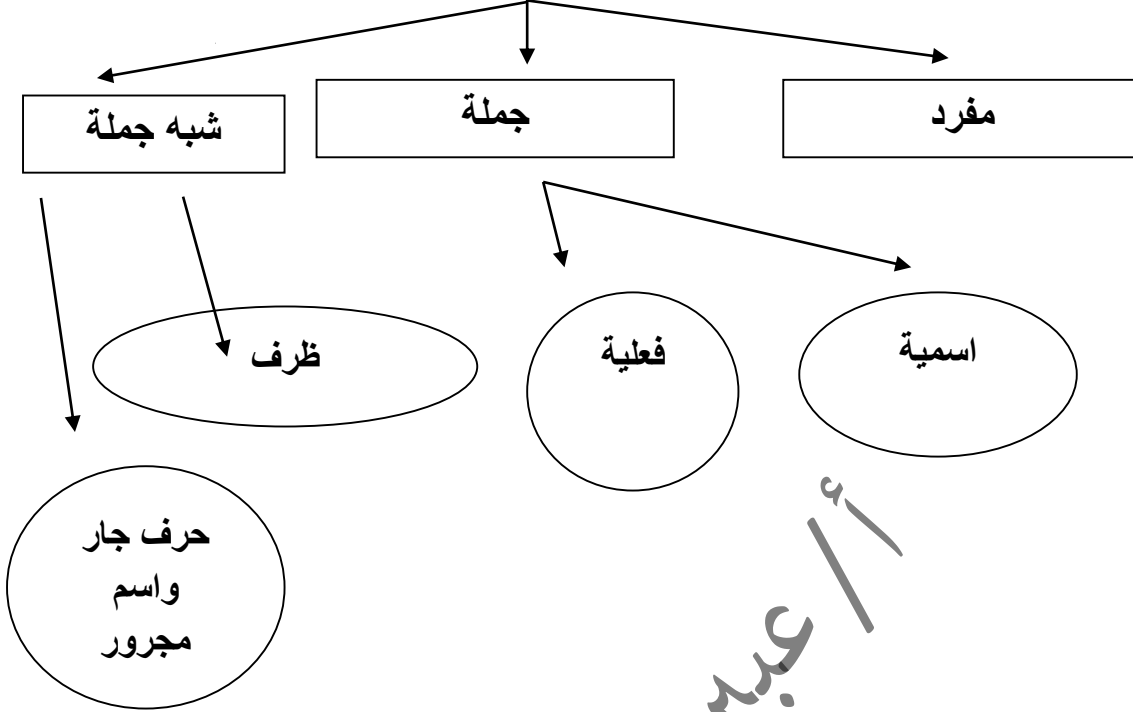 مفرد
جملة
شبه جملة
اسمية
فعلية
ظرف
حرف جار
واسم
مجرور
أ/